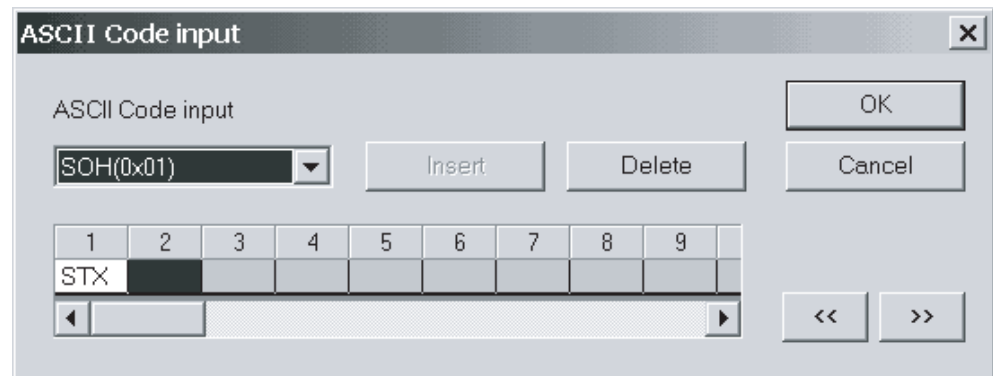 ASCII Code input
ASCII Code input
OK
SOH(0x01)
Insert
Delete
Cancel
1 2 3 4 5 6 7 8 9
STX
<< >>